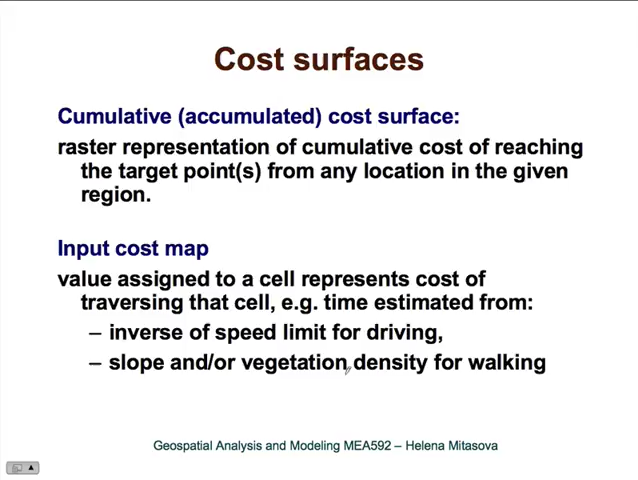 Cost surfaces
Cumulative (accumulated) cost surface:
raster representation of cumulative cost of reaching
the target point(s) from any location in the given
region.
Input cost map
value assigned to a cell represents cost of
traversing that cell, e.g. time estimated from:
– inverse of speed limit for driving,
– slope and/or vegetation density for walking
Geospatial Analysis and Modeling MEA592 – Helena Mitasova